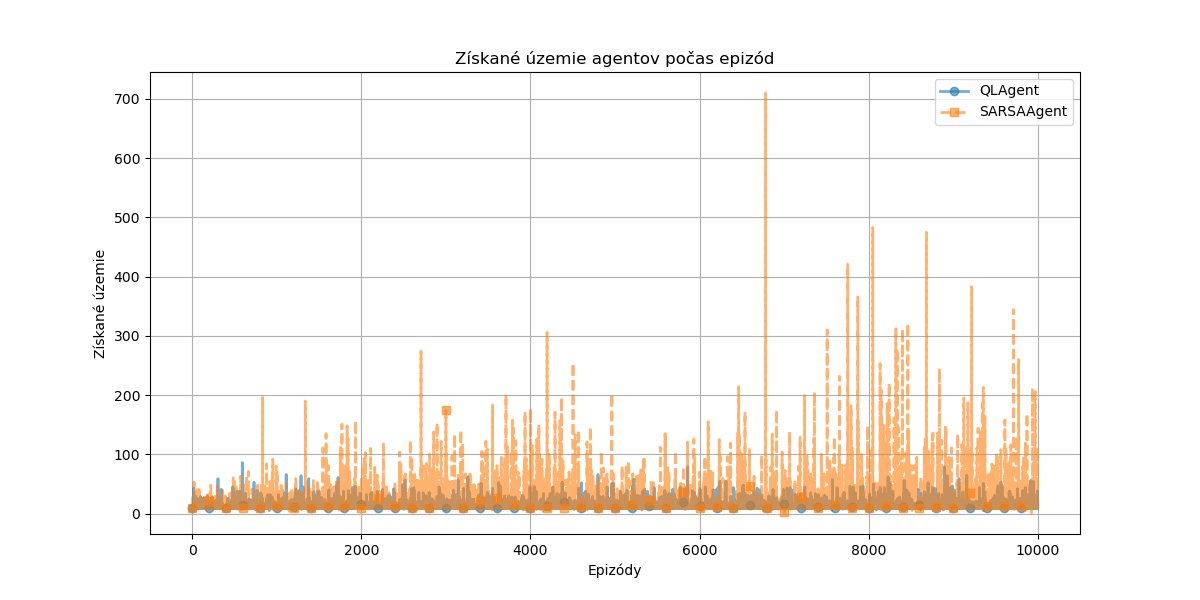 Získané územie agentov počas epizód
QLAgent
SARSAAgent
Získané územie
700
600
500
400
300
200
100
0
0 2000 4000 6000 8000 10000
Epizódy